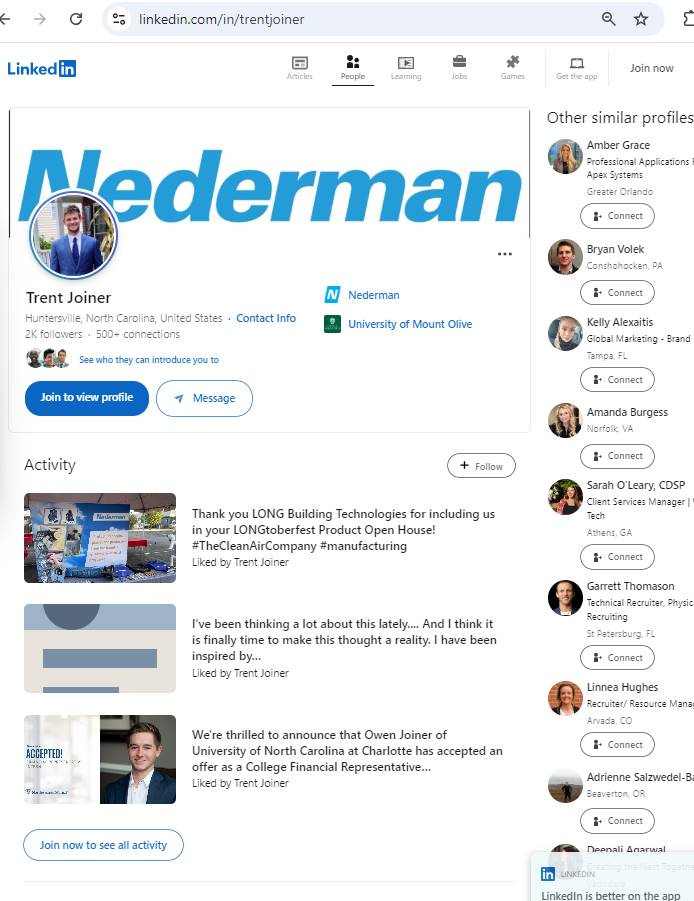 linkedin.com/in/trentjoiner
Linked in
Articles
People
Learning
Jobs
Games
Get the app
Join now
Nederman
Trent Joiner
Huntersville, North Carolina, United States · Contact Info
2K followers · 500+ connections
See who they can introduce you to
Join to view profile
Message
Nederman
University of Mount Olive
Activity
+ Follow
Nederman
Thank you LONG Building Technologies for including us
in your LONGtoberfest Product Open House!
#TheCleanAirCompany #manufacturing
Liked by Trent Joiner
I've been thinking a lot about this lately.... And I think it
is finally time to make this thought a reality. I have been
inspired by...
Liked by Trent Joiner
ACCEPTED!
We're thrilled to announce that Owen Joiner of
University of North Carolina at Charlotte has accepted an
offer as a College Financial Representative...
Liked by Trent Joiner
Join now to see all activity
Other similar profiles
Amber Grace
Professional Applications
Apex Systems
Greater Orlando
Connect
Bryan Volek
Conshohocken, PA
Connect
Kelly Alexaitis
Global Marketing - Brand
Tampa, FL
Connect
Amanda Burgess
Norfolk, VA
Connect
Sarah O'Leary, CDSP
Client Services Manager |
Tech
Athens, GA
Connect
Garrett Thomason
Technical Recruiter, Physic
Recruiting
St Petersburg, FL
Connect
Linnea Hughes
Recruiter/ Resource Mana
Arvada, CO
Connect
Adrienne Salzwedel-Ba
Beaverton, OR
Connect
Deepali Agarwal
Creating the Next Togethe
in LINKEDIN
LinkedIn is better on the app